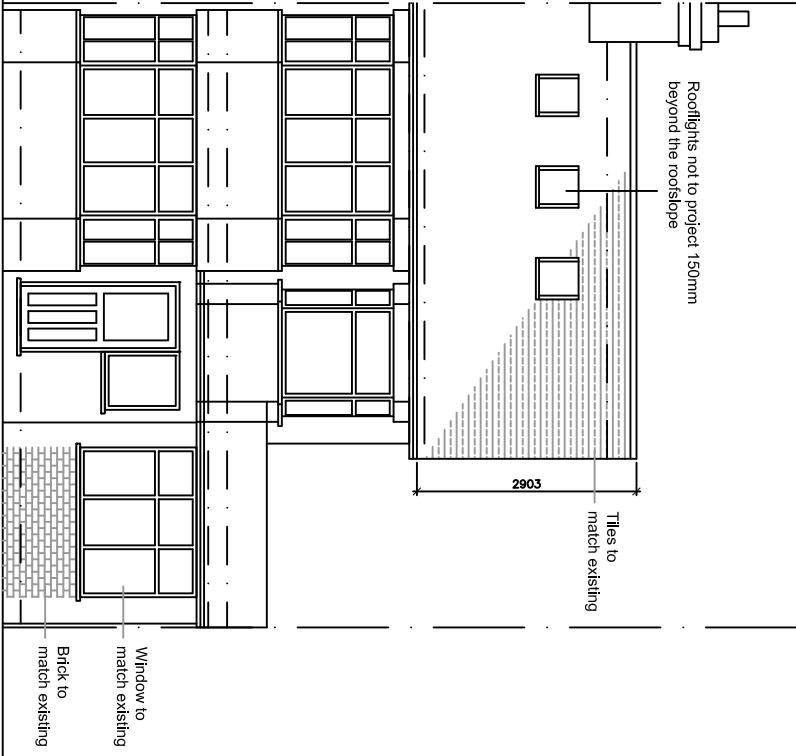 Rooflights not to project 150mm
beyond the roofslope
2903
Tiles to
match existing
Window to
match existing
Brick to
match existing